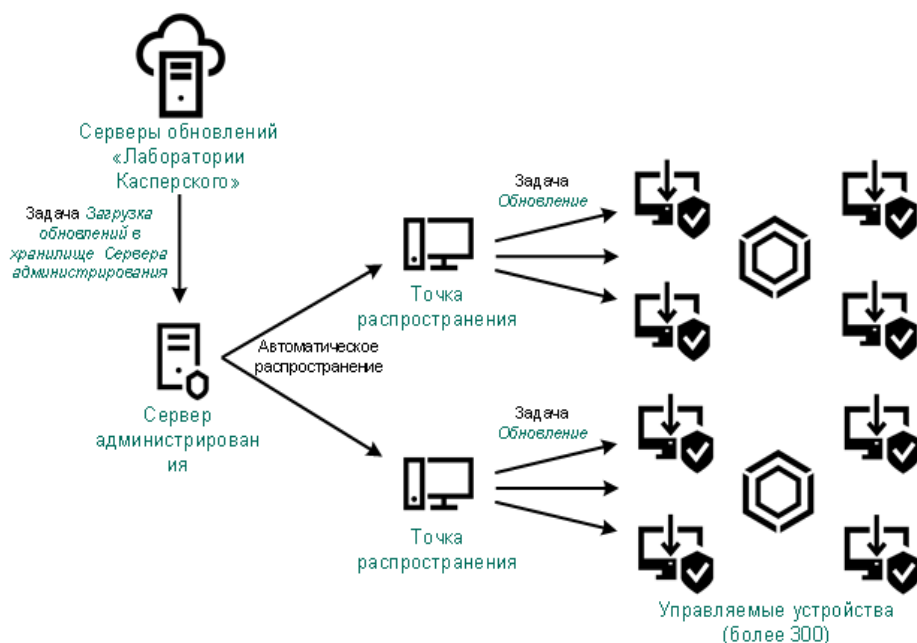 Серверы обновлений
«Лаборатории
Касперского»
Задача Загрузка
обновлений в
хранилище Сервера
администрирования
Сервер
администрирован
ия
Автоматическое
распространение
Точка
распространения
Задача
Обновление
Точка
распространения
Задача
Обновление
Управляемые устройства
(более 300)